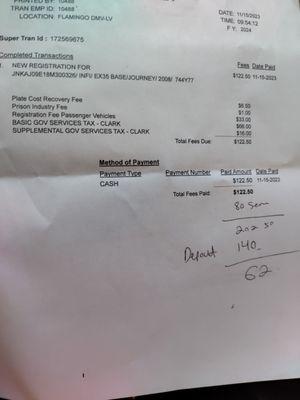 PRINTED BY: 10488
TRAN EMP ID: 10488
LOCATION: FLAMINGO DMV-LV
DATE: 11/15/2023
TIME: 09:54:12
F Y: 2024
Super Tran Id : 172569675
Completed Transactions
1. NEW REGISTRATION FOR Fees Date Paid
JNKAJ09E18M300325/ INFI/ EX35 BASE/JOURNEY/ 2008/ 744Y77 $122.50 11-15-2023
Plate Cost Recovery Fee $6.50
Prison Industry Fee $1.00
Registration Fee Passenger Vehicles $33.00
BASIC GOV SERVICES TAX - CLARK $66.00
SUPPLEMENTAL GOV SERVICES TAX - CLARK $16.00
Total Fees Due: $122.50
Method of Payment
Payment Type Payment Number Paid Amount Date Paid
CASH $122.50 11-15-2023
Total Fees Paid: $122.50
80
202 50
Deposit 140
62